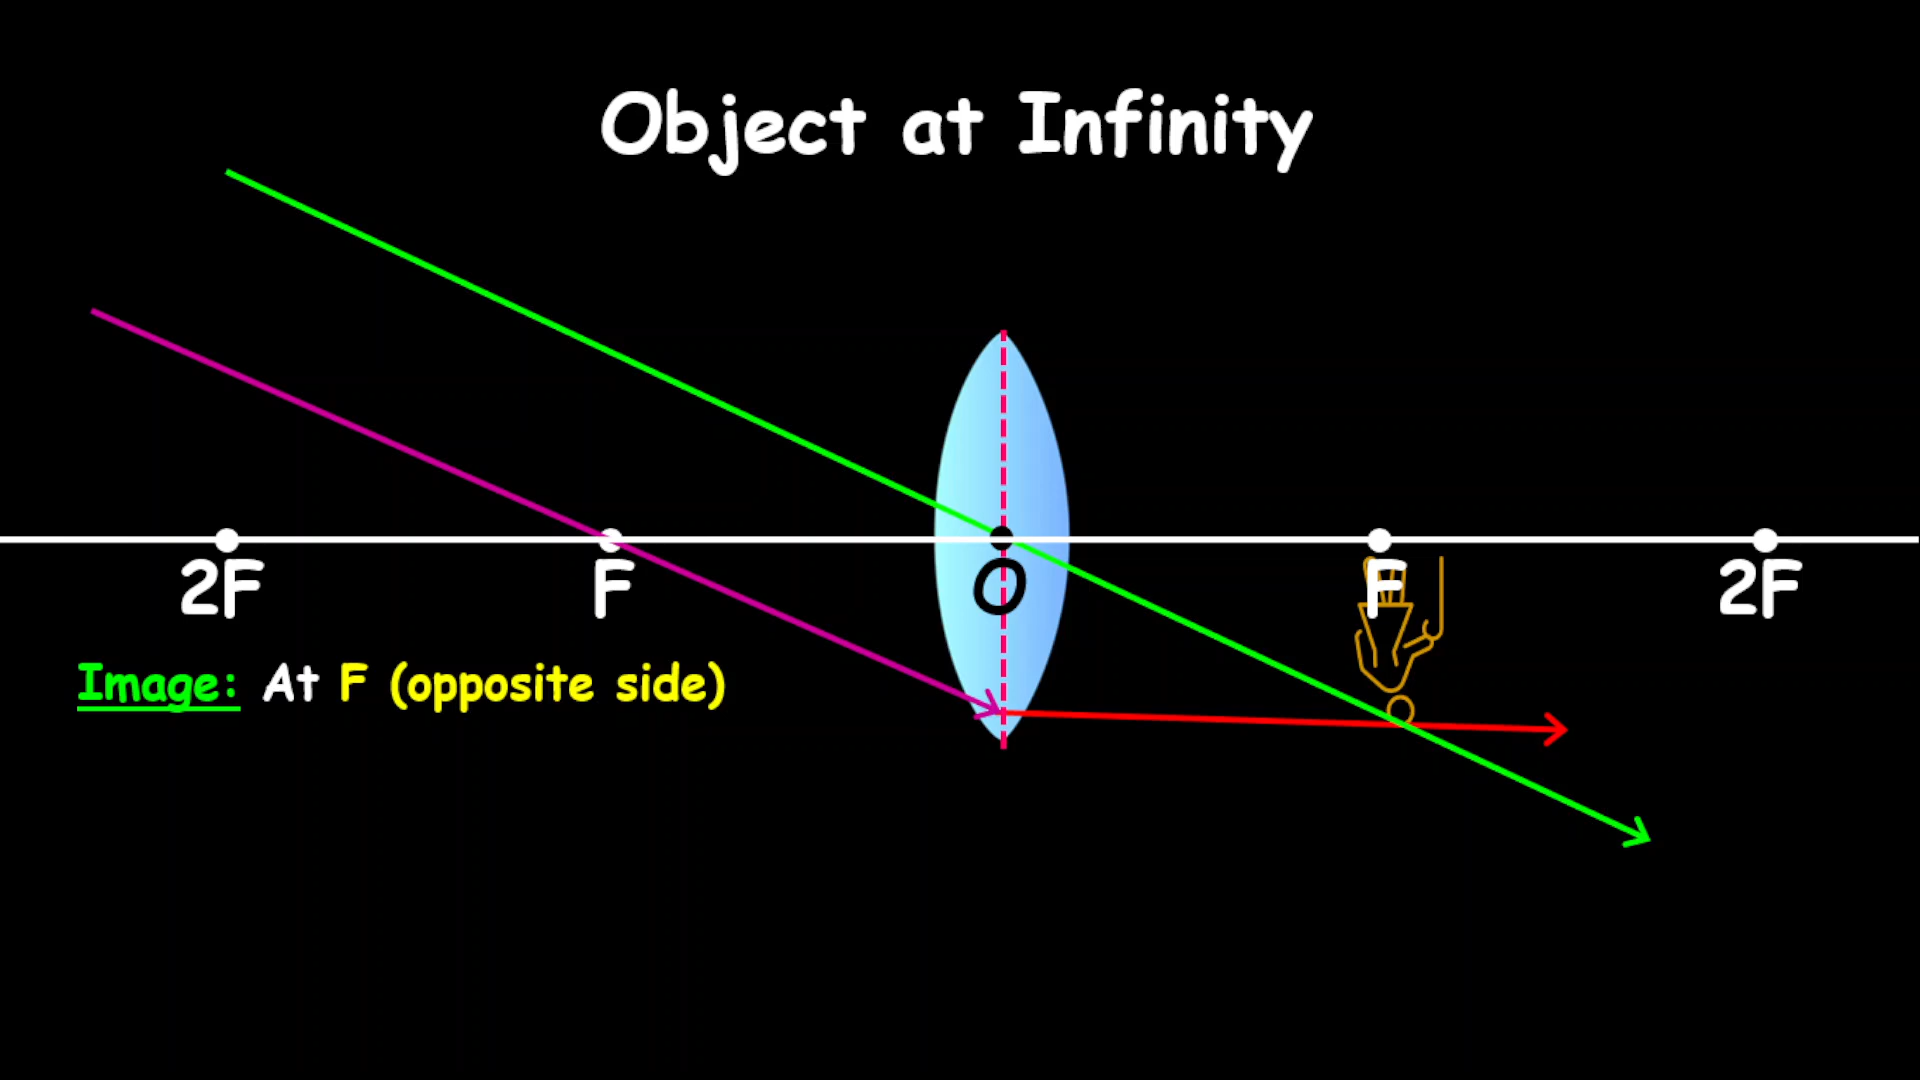 Object at Infinity
2F F O F 2F
Image: At F (opposite side)